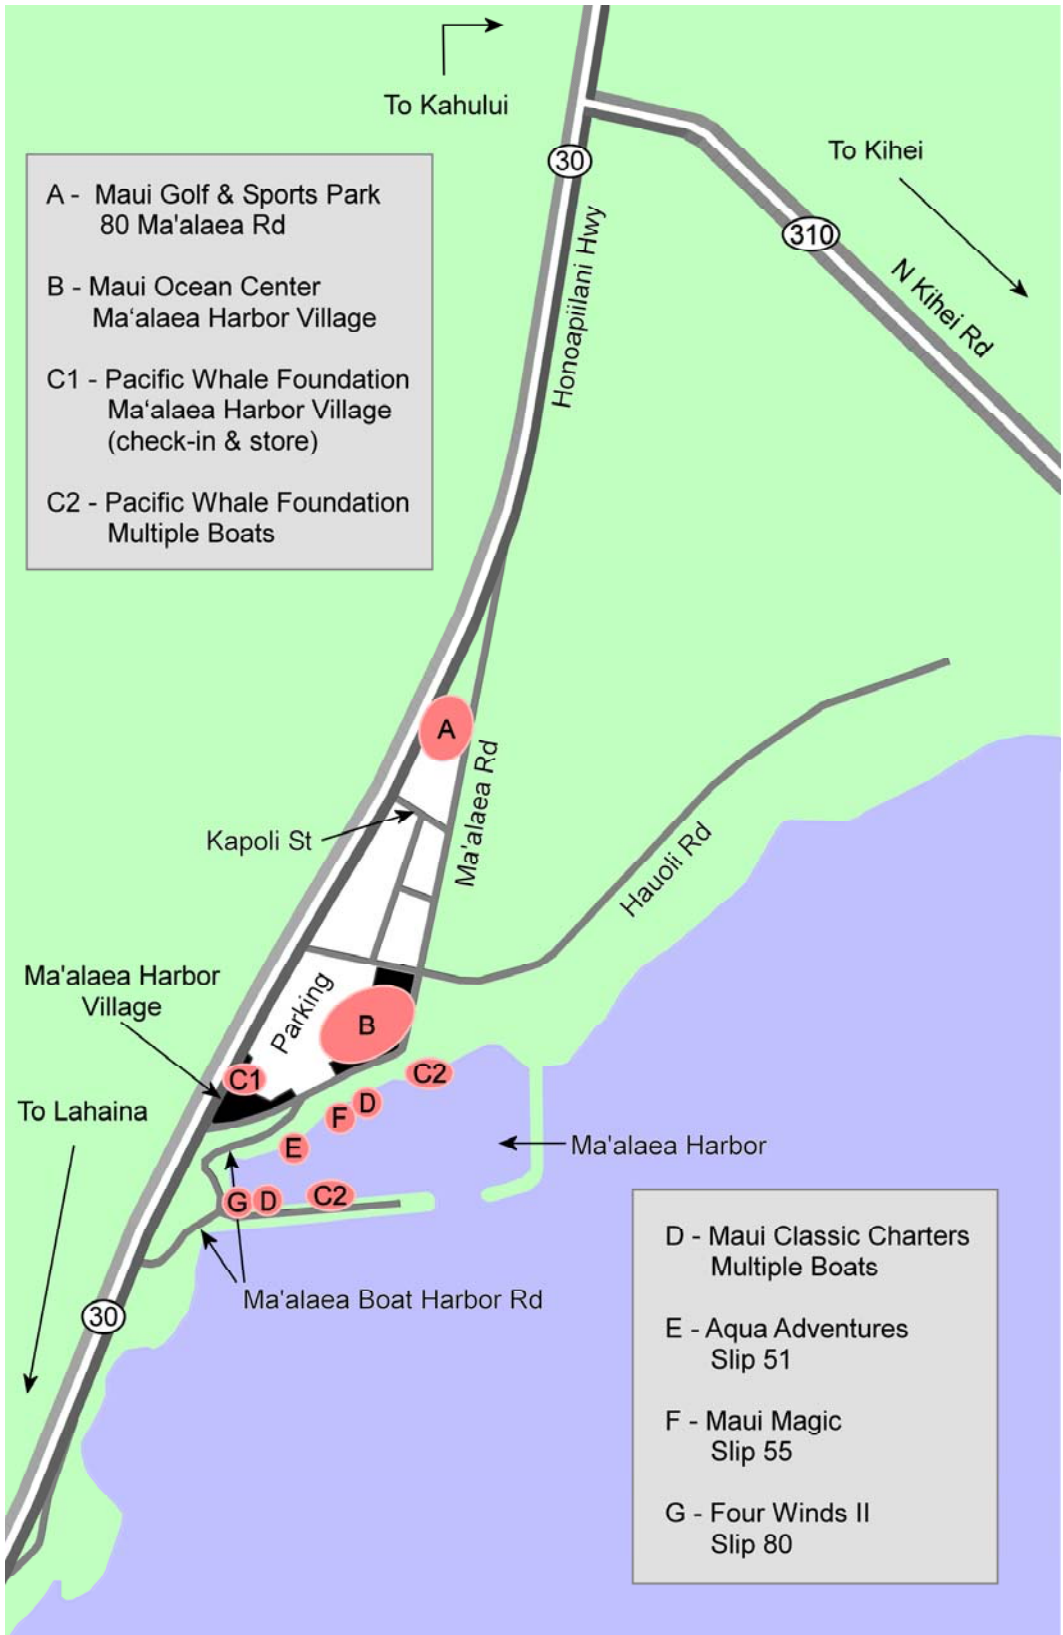 To Kahului
30
To Kihei
310
Honoapiilani Hwy
N Kihei Rd
A - Maui Golf & Sports Park
80 Ma'alaea Rd
B - Maui Ocean Center
Ma‘alaea Harbor Village
C1 - Pacific Whale Foundation
Ma‘alaea Harbor Village
(check-in & store)
C2 - Pacific Whale Foundation
Multiple Boats
A
Ma'alaea Rd
Kapoli St
Hauoli Rd
Ma'alaea Harbor
Village
Parking
B
C1
C2
D
F
E
To Lahaina
Ma'alaea Harbor
G
D
C2
Ma'alaea Boat Harbor Rd
30
D - Maui Classic Charters
Multiple Boats
E - Aqua Adventures
Slip 51
F - Maui Magic
Slip 55
G - Four Winds II
Slip 80